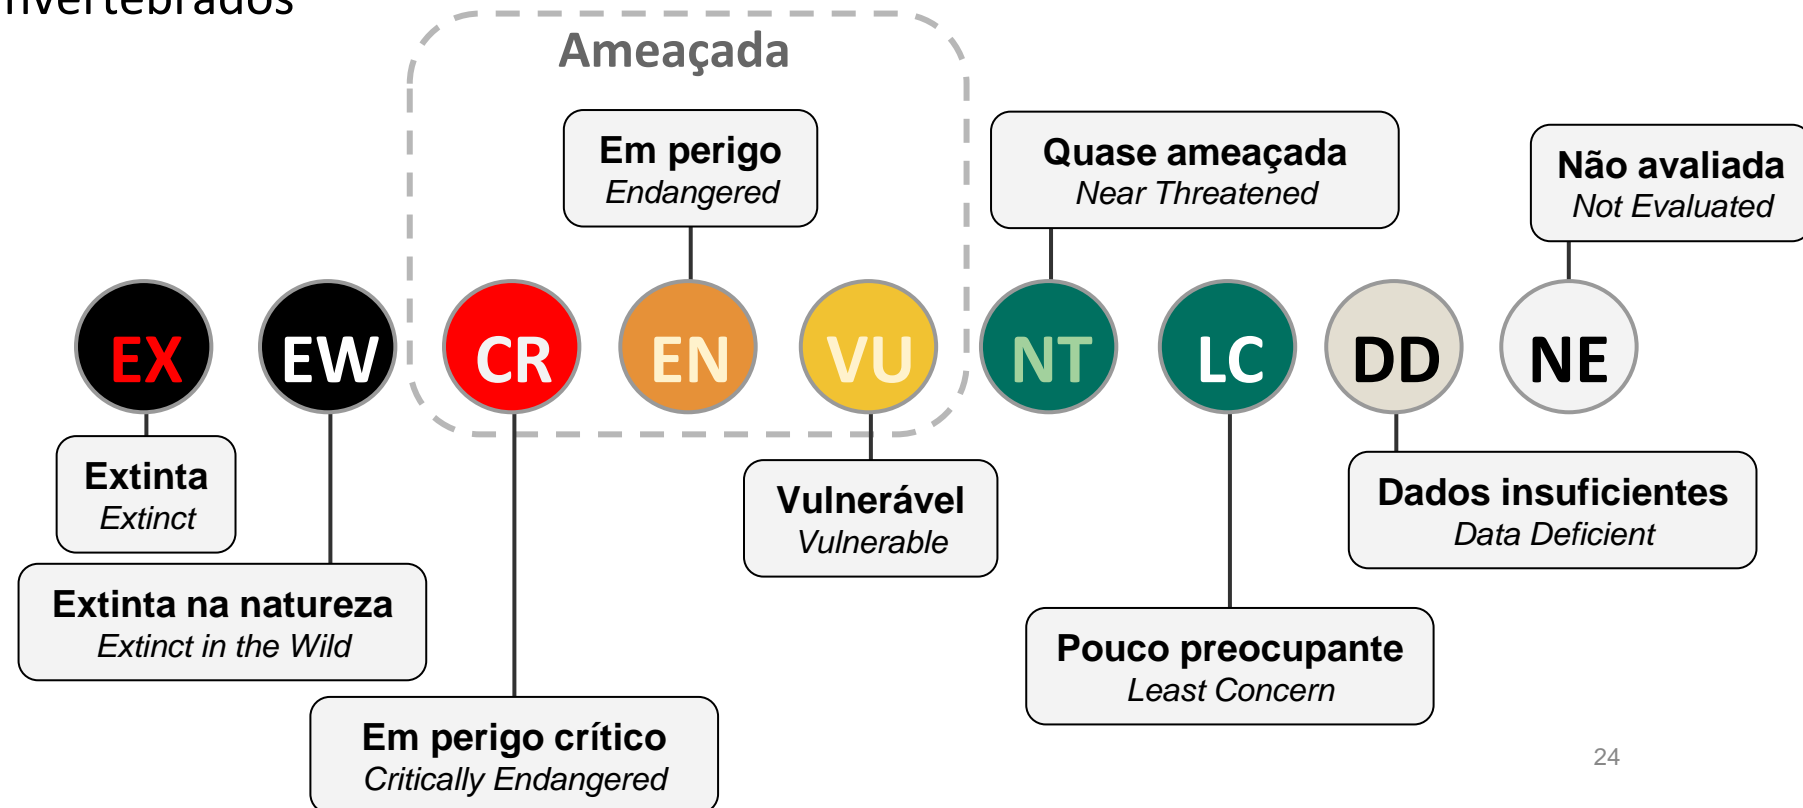 nvertebrados
Ameaçada
Em perigo
Endangered
Quase ameaçada
Near Threatened
Não avaliada
Not Evaluated
EX
EW
CR
EN
VU
NT
LC
DD
NE
Extinta
Extinct
Vulnerável
Vulnerable
Dados insuficientes
Data Deficient
Extinta na natureza
Extinct in the Wild
Pouco preocupante
Least Concern
Em perigo crítico
Critically Endangered
24